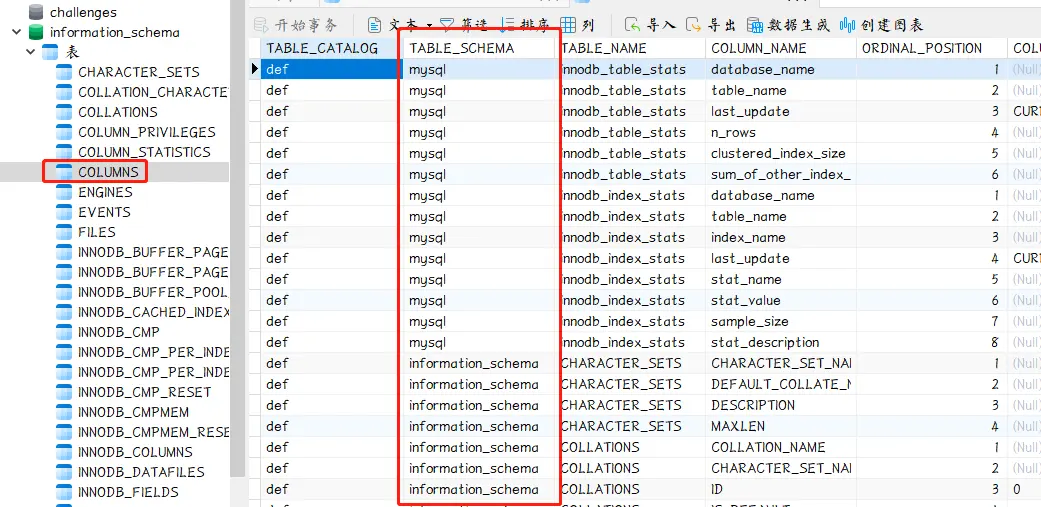 challenges
information_schema
表
CHARACTER_SETS
COLLATION_CHARACTE
COLLATIONS
COLUMN_PRIVILEGES
COLUMN_STATISTICS
COLUMNS
ENGINES
EVENTS
FILES
INNODB_BUFFER_PAGE
INNODB_BUFFER_PAGE
INNODB_BUFFER_POOL
INNODB_CACHED_INDEX
INNODB_CMP
INNODB_CMP_PER_INDE
INNODB_CMP_PER_INDE
INNODB_CMP_RESET
INNODB_CMPMEM
INNODB_CMPMEM_RESE
INNODB_COLUMNS
INNODB_DATAFILES
INNODB_FIELDS
开始事务 文本 筛选 排序 列 导入 导出 数据生成 创建图表
TABLE_CATALOG TABLE_SCHEMA TABLE_NAME COLUMN_NAME ORDINAL_POSITION COL
def mysql innodb_table_stats database_name 1 (Null)
def mysql innodb_table_stats table_name 2 (Null)
def mysql innodb_table_stats last_update 3 CUR
def mysql innodb_table_stats n_rows 4 (Null)
def mysql innodb_table_stats clustered_index_size 5 (Null)
def mysql innodb_table_stats sum_of_other_index_ 6 (Null)
def mysql innodb_index_stats database_name 1 (Null)
def mysql innodb_index_stats table_name 2 (Null)
def mysql innodb_index_stats index_name 3 (Null)
def mysql innodb_index_stats last_update 4 CUR
def mysql innodb_index_stats stat_name 5 (Null)
def mysql innodb_index_stats stat_value 6 (Null)
def mysql innodb_index_stats sample_size 7 (Null)
def mysql innodb_index_stats stat_description 8 (Null)
def information_schema CHARACTER_SETS CHARACTER_SET_NA 1 (Null)
def information_schema CHARACTER_SETS DEFAULT_COLLATE_N 2 (Null)
def information_schema CHARACTER_SETS DESCRIPTION 3 (Null)
def information_schema CHARACTER_SETS MAXLEN 4 (Null)
def information_schema COLLATIONS COLLATION_NAME 1 (Null)
def information_schema COLLATIONS CHARACTER_SET_NA 2 (Null)
def information_schema COLLATIONS ID 3 0